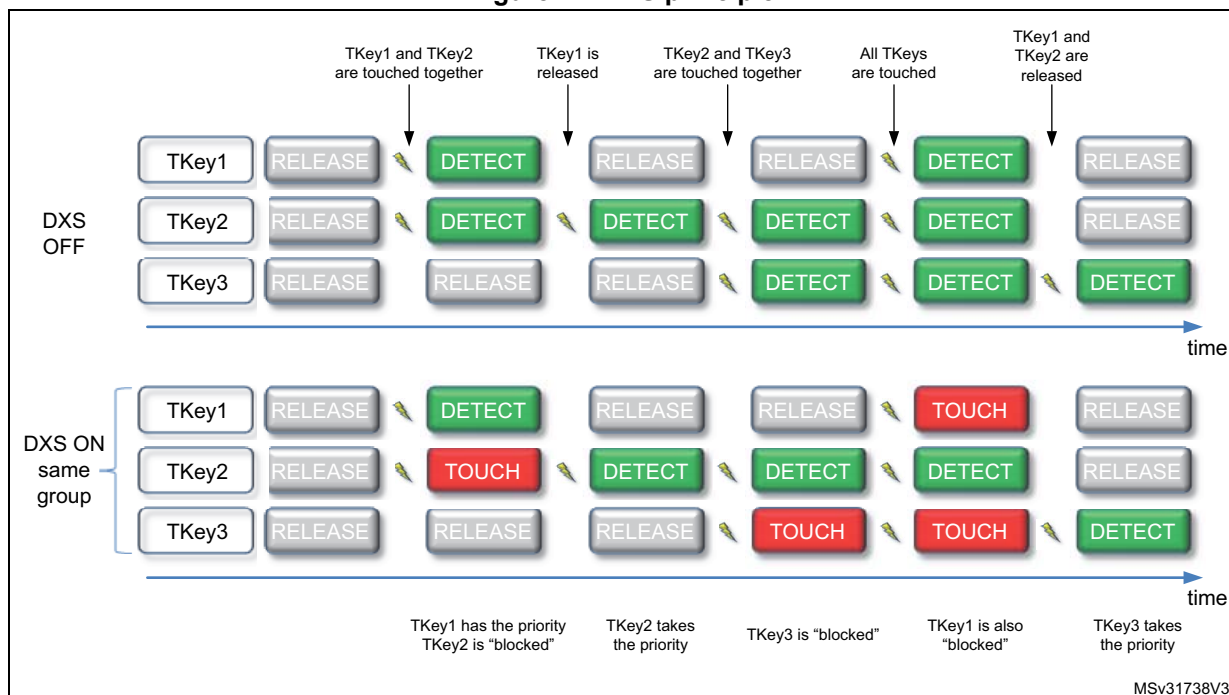 TKey1 and TKey2
are touched together
TKey1 is
released
TKey2 and TKey3
are touched together
All TKeys
are touched
TKey1 and
TKey2 are
released
DXS
OFF
TKey1 RELEASE DETECT RELEASE RELEASE DETECT RELEASE
TKey2 RELEASE DETECT DETECT DETECT DETECT RELEASE
TKey3 RELEASE RELEASE RELEASE DETECT DETECT DETECT
time
DXS ON
same
group
TKey1 RELEASE DETECT RELEASE RELEASE TOUCH RELEASE
TKey2 RELEASE TOUCH DETECT DETECT DETECT RELEASE
TKey3 RELEASE RELEASE RELEASE TOUCH TOUCH DETECT
time
TKey1 has the priority
TKey2 is “blocked”
TKey2 takes
the priority
TKey3 is “blocked”
TKey1 is also
“blocked”
TKey3 takes
the priority
MSv31738V3